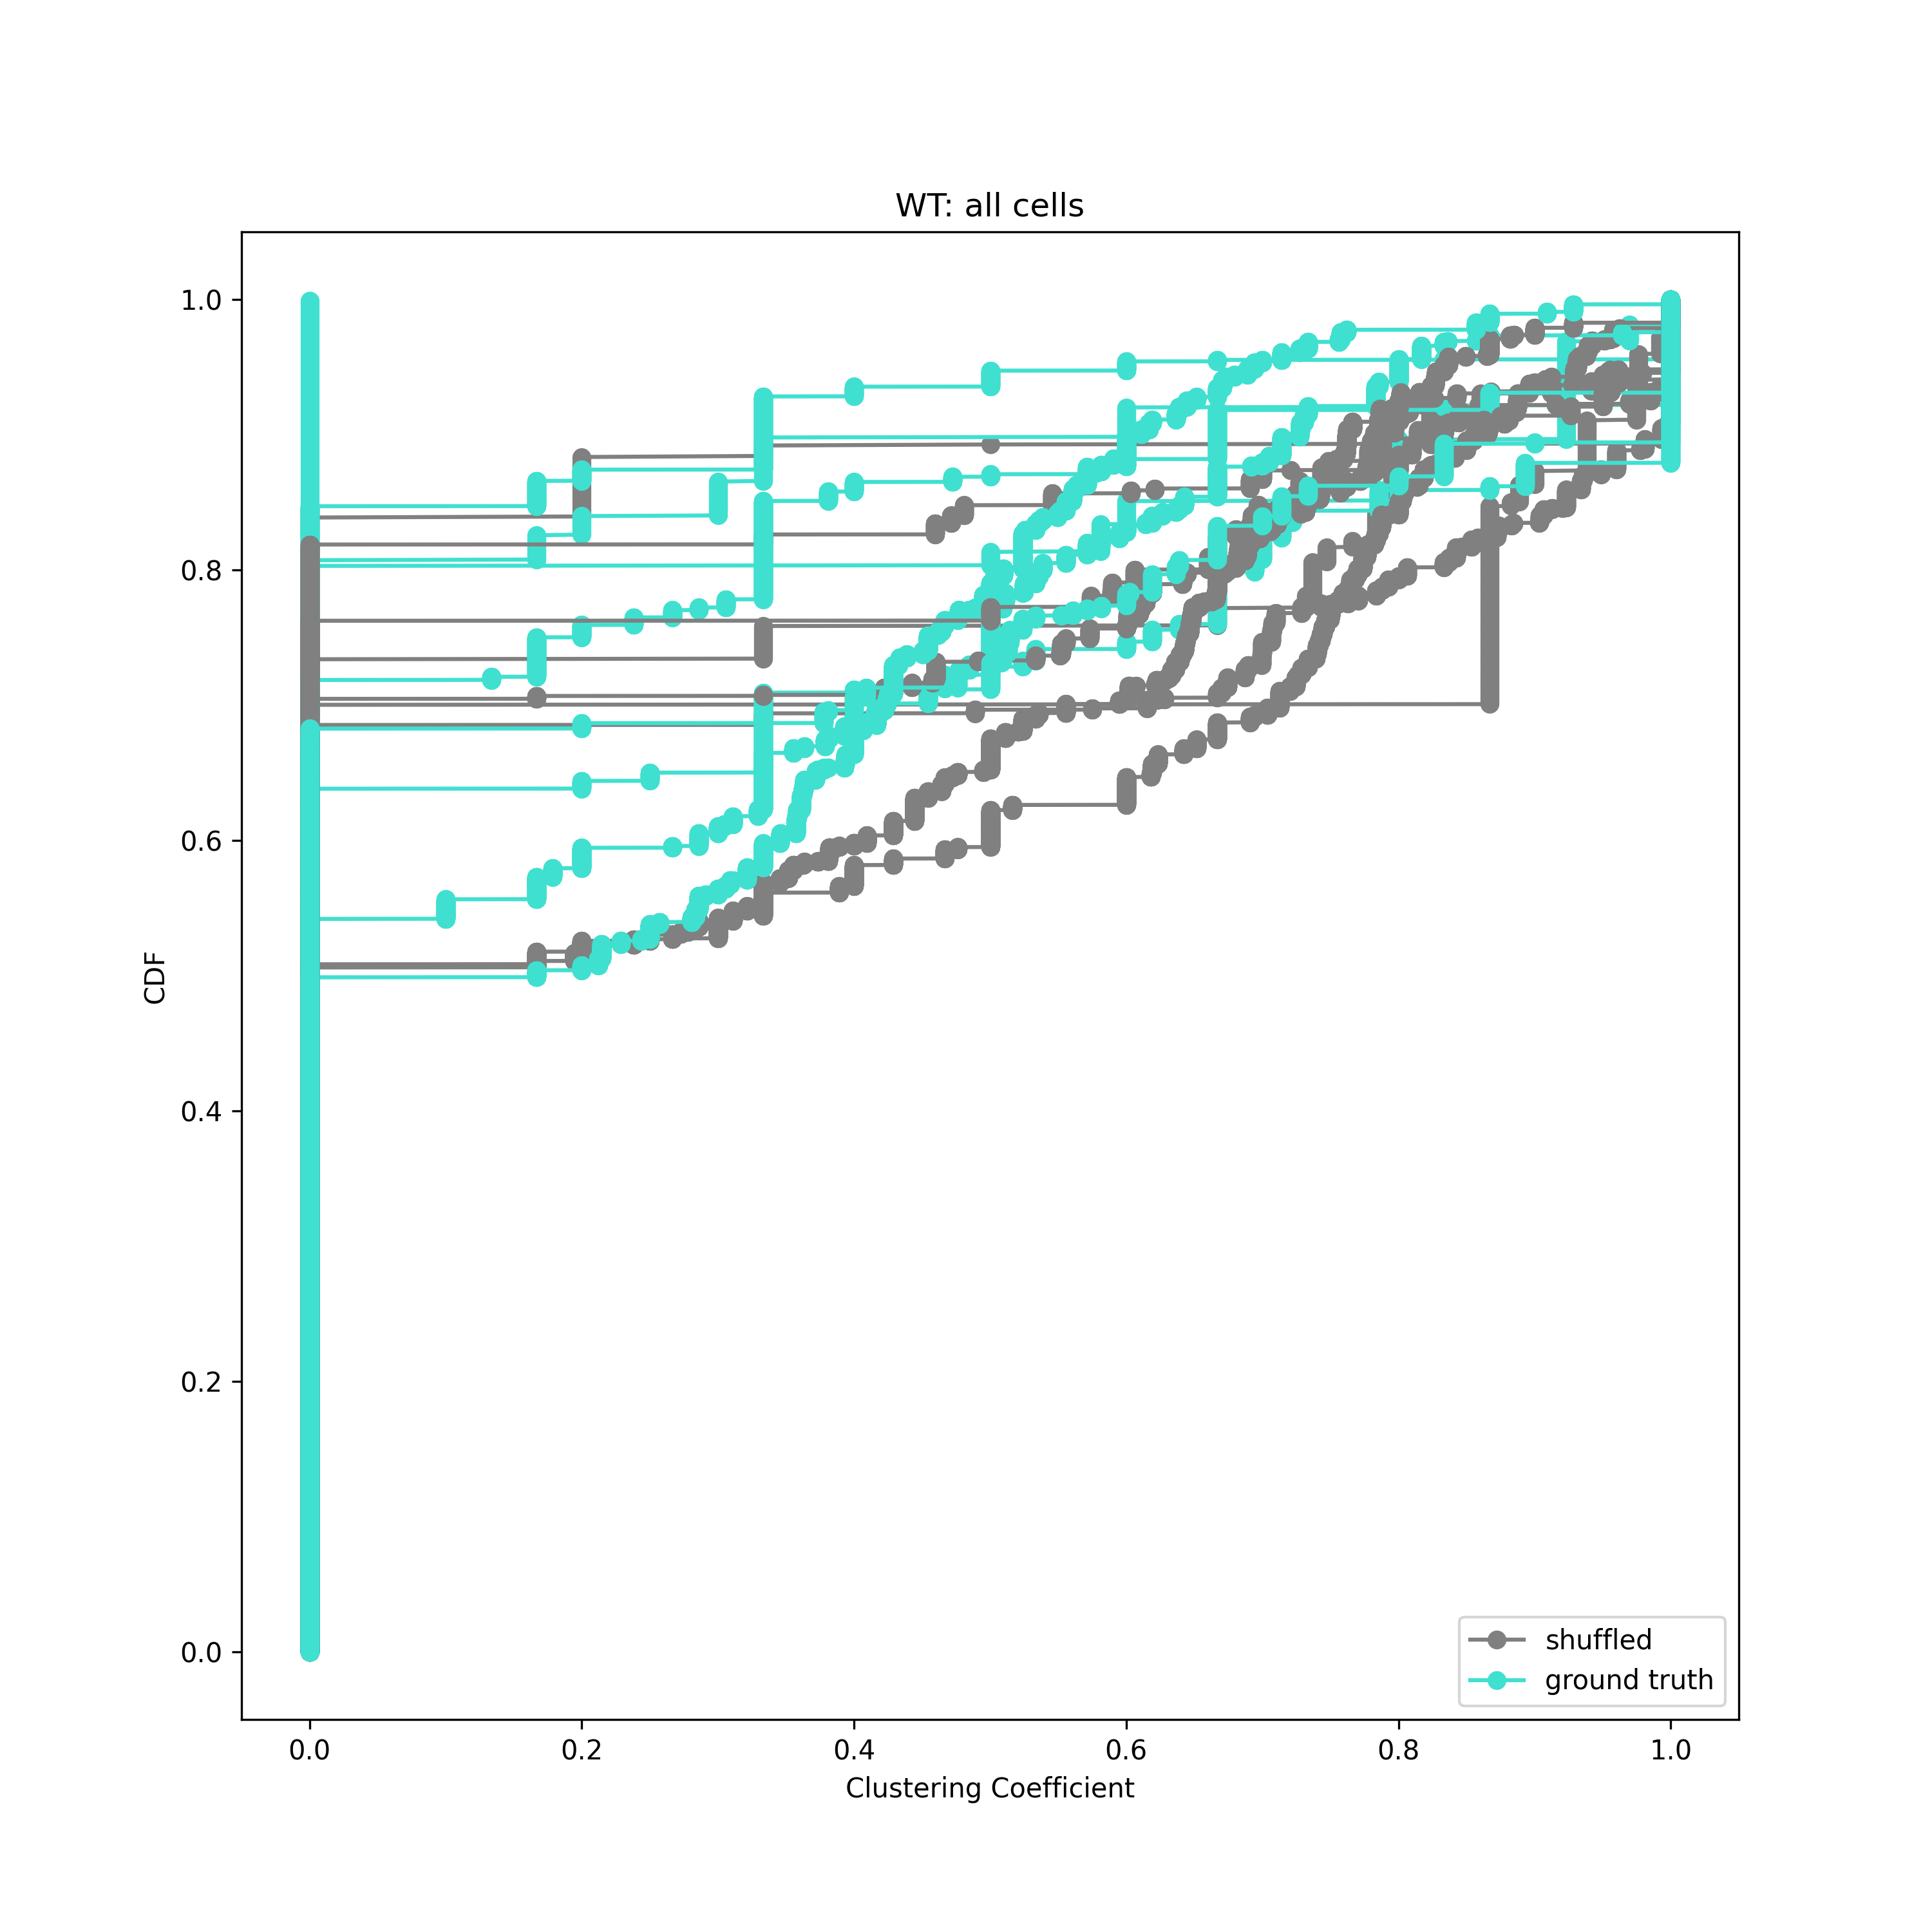 WT: all cells
1.0
0.8
0.6
0.4
0.2
0.0
CDF
0.0 0.2 0.4 0.6 0.8 1.0
Clustering Coefficient
shuffled
ground truth